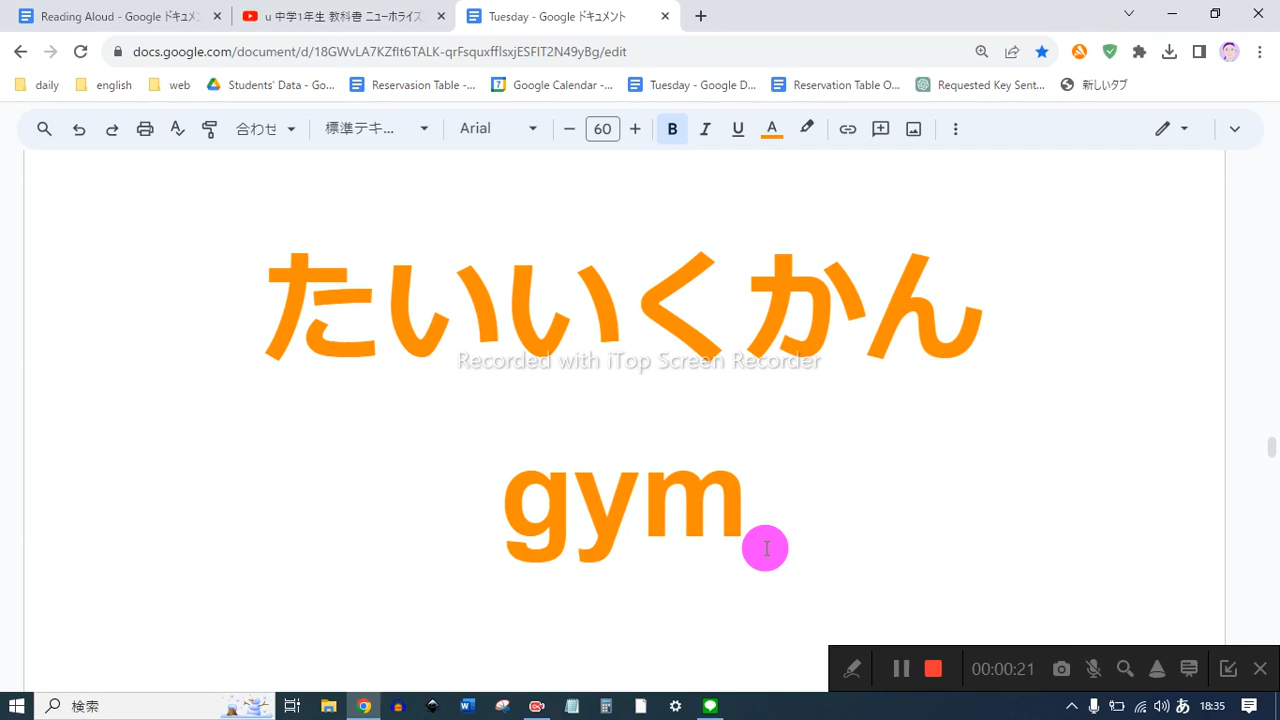 Reading Aloud - Google ドキュメン
u 中学1年生 教科書 ニューホライズ
Tuesday - Google ドキュメント
docs.google.com/document/d/18GWvLA7KZflt6TALK-qrFsquxfflsxjESFIT2N49yBg/edit
daily
english
web
Students' Data - Go...
Reservasion Table -...
Google Calendar -...
Tuesday - Google D...
Reservation Table O...
Requested Key Sent...
新しいタブ
合わせ
標準テキ...
Arial
60
B
I
U
A
たいいくかん
Recorded with iTop Screen Recorder
gym
00:00:21
検索
あ
18:35